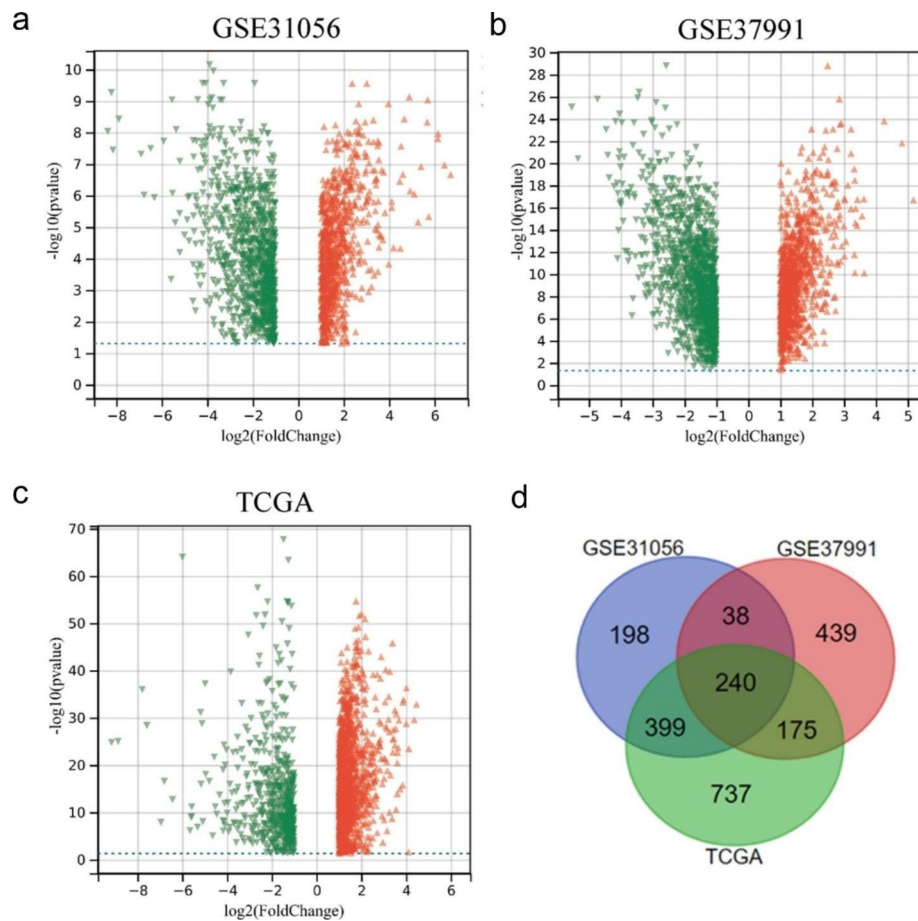 a
GSE31056
10
9
8
7
6
5
4
3
2
1
0
-log10(pvalue)
−8 −6 −4 −2 0 2 4 6
log2(FoldChange)
b
GSE37991
30
28
26
24
22
20
18
16
14
12
10
8
6
4
2
0
-log10(pvalue)
−5 −4 −3 −2 −1 0 1 2 3 4 5
log2(FoldChange)
c
TCGA
70
60
50
40
30
20
10
0
-log10(pvalue)
−8 −6 −4 −2 0 2 4 6
log2(FoldChange)
d
GSE31056 GSE37991
198 38 439
240
399 175
737
TCGA